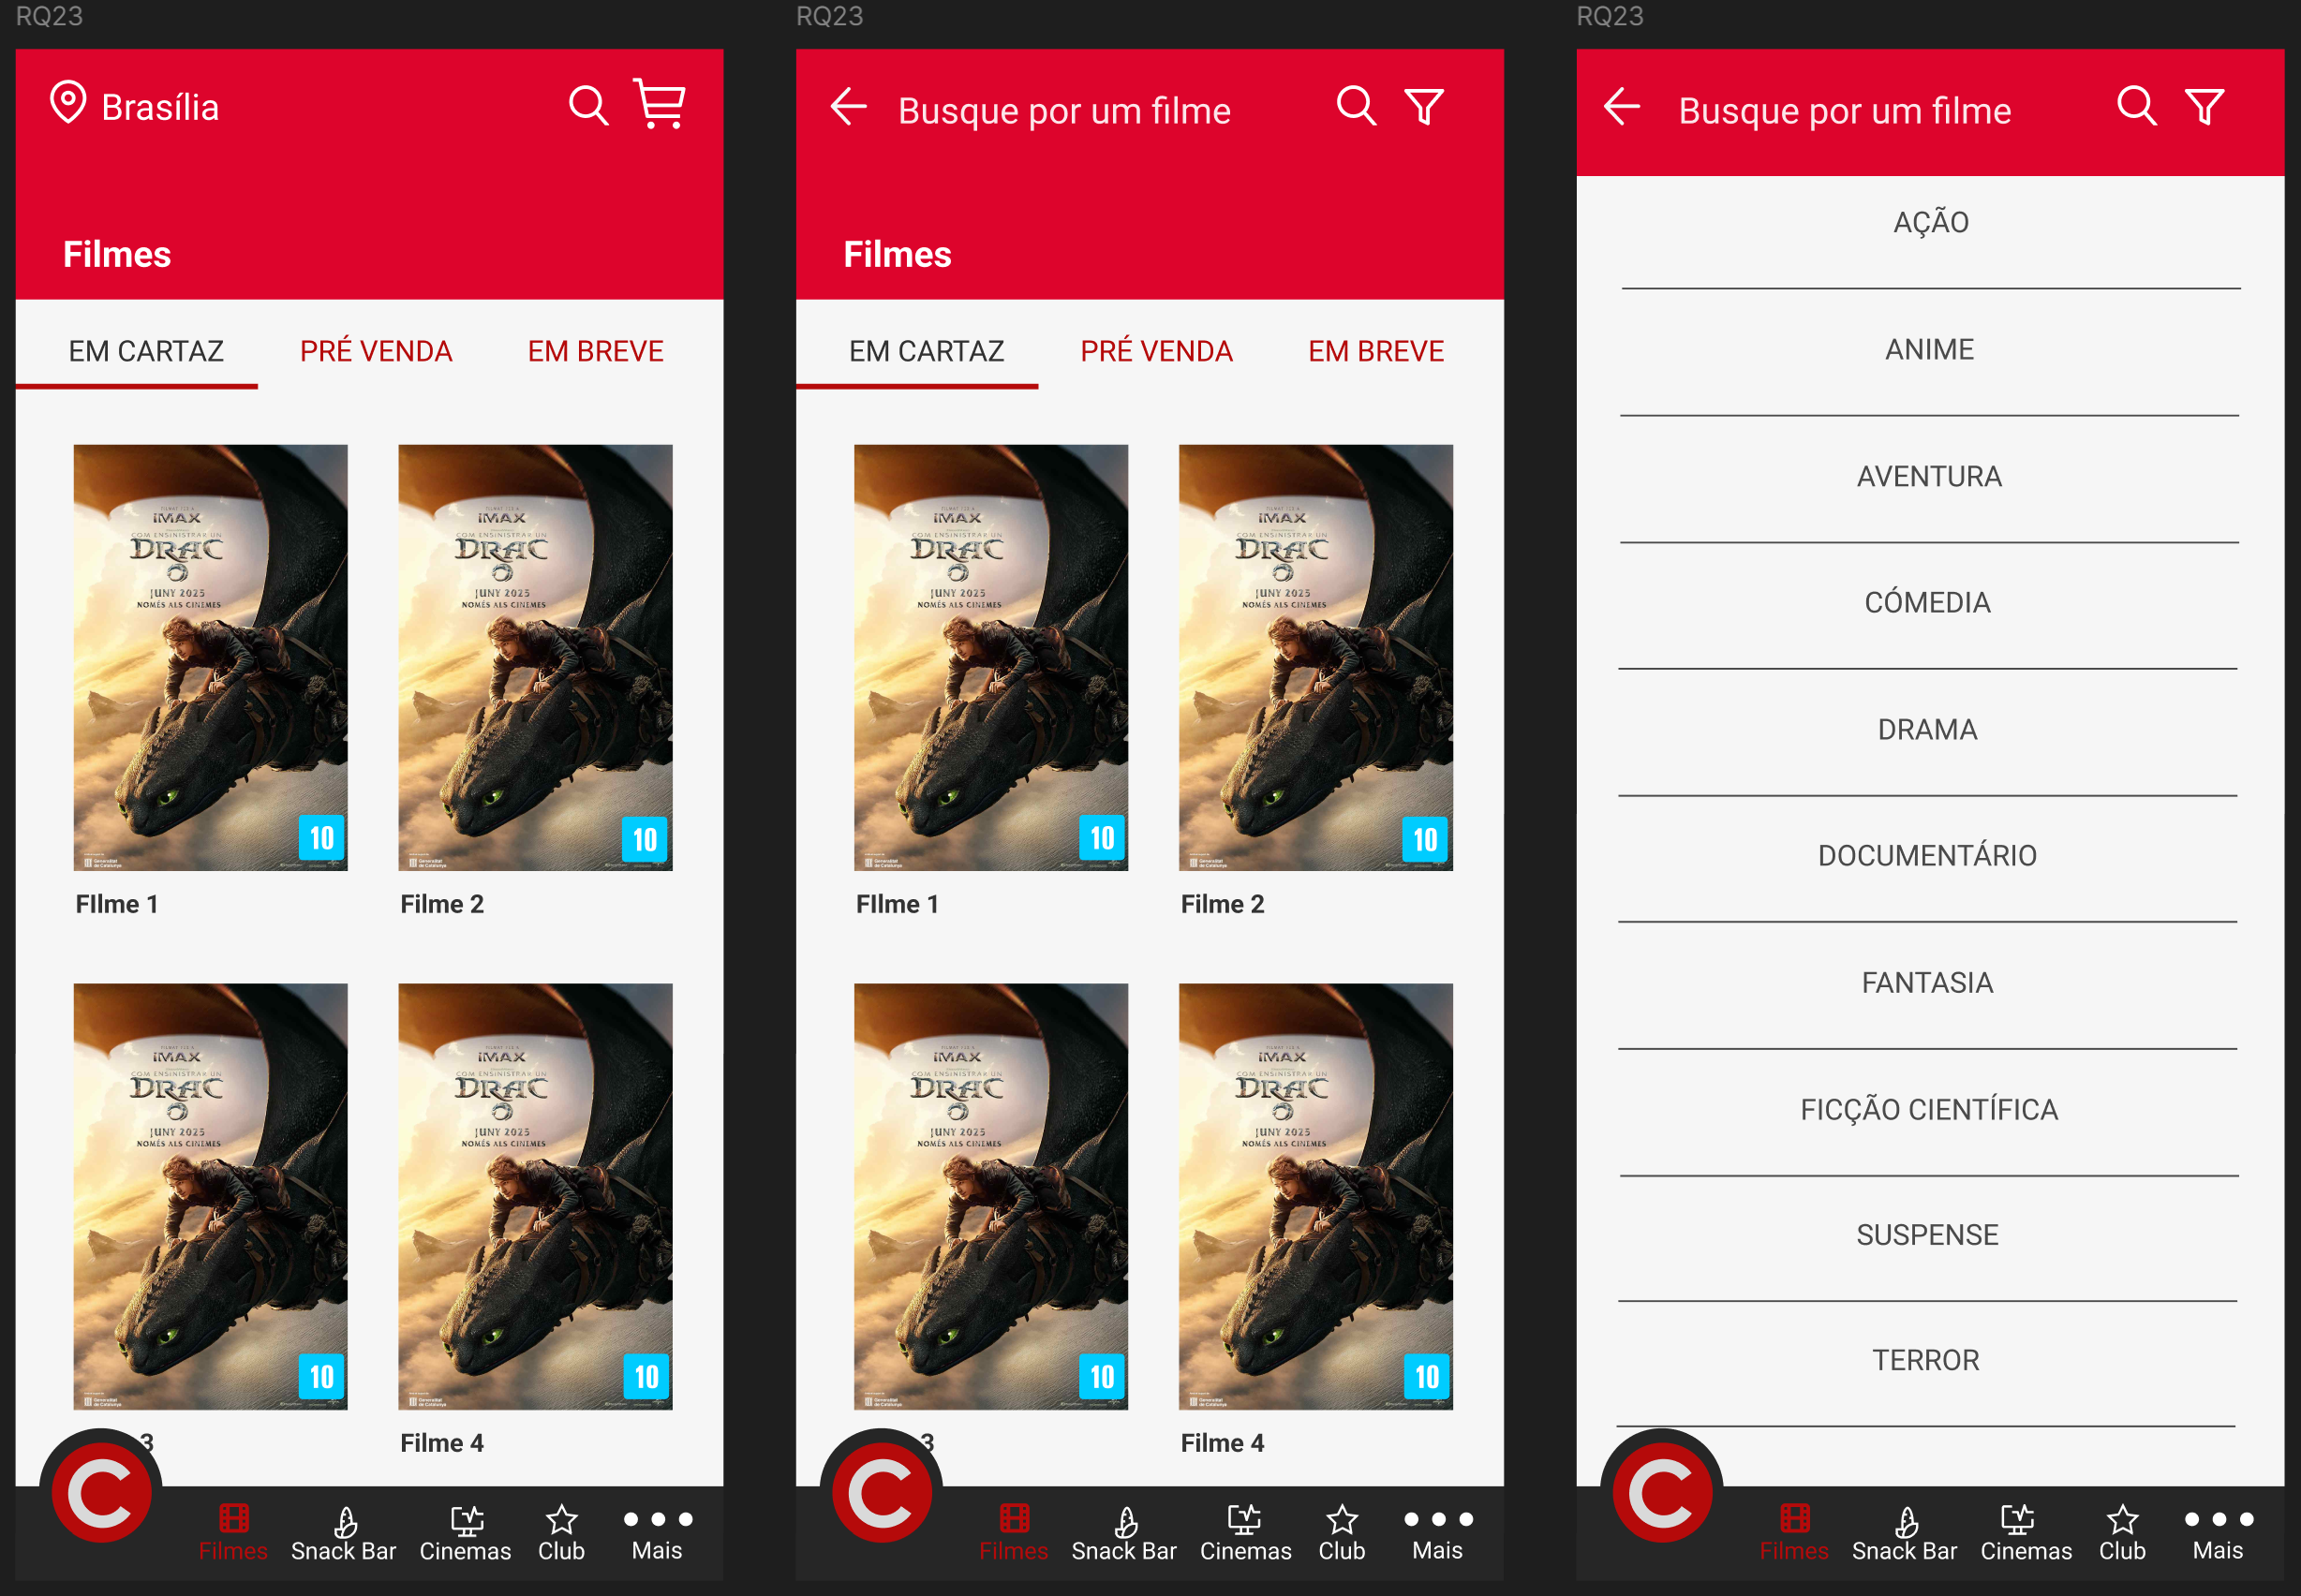 RQ23
Brasília
Filmes
EM CARTAZ PRÉ VENDA EM BREVE
IMAX
COM ENSINISTRAR UN
DRAC
JUNY 2025
NOMÉS ALS CINEMES
10
IMAX
COM ENSINISTRAR UN
DRAC
JUNY 2025
NOMÉS ALS CINEMES
10
FIlme 1 Filme 2
IMAX
COM ENSINISTRAR UN
DRAC
JUNY 2025
NOMÉS ALS CINEMES
10
IMAX
COM ENSINISTRAR UN
DRAC
JUNY 2025
NOMÉS ALS CINEMES
10
3 Filme 4
C
Filmes Snack Bar Cinemas Club Mais
RQ23
Busque por um filme
Filmes
EM CARTAZ PRÉ VENDA EM BREVE
IMAX
COM ENSINISTRAR UN
DRAC
JUNY 2025
NOMÉS ALS CINEMES
10
IMAX
COM ENSINISTRAR UN
DRAC
JUNY 2025
NOMÉS ALS CINEMES
10
FIlme 1 Filme 2
IMAX
COM ENSINISTRAR UN
DRAC
JUNY 2025
NOMÉS ALS CINEMES
10
IMAX
COM ENSINISTRAR UN
DRAC
JUNY 2025
NOMÉS ALS CINEMES
10
3 Filme 4
C
Filmes Snack Bar Cinemas Club Mais
RQ23
Busque por um filme
AÇÃO
ANIME
AVENTURA
CÓMEDIA
DRAMA
DOCUMENTÁRIO
FANTASIA
FICÇÃO CIENTÍFICA
SUSPENSE
TERROR
C
Filmes Snack Bar Cinemas Club Mais